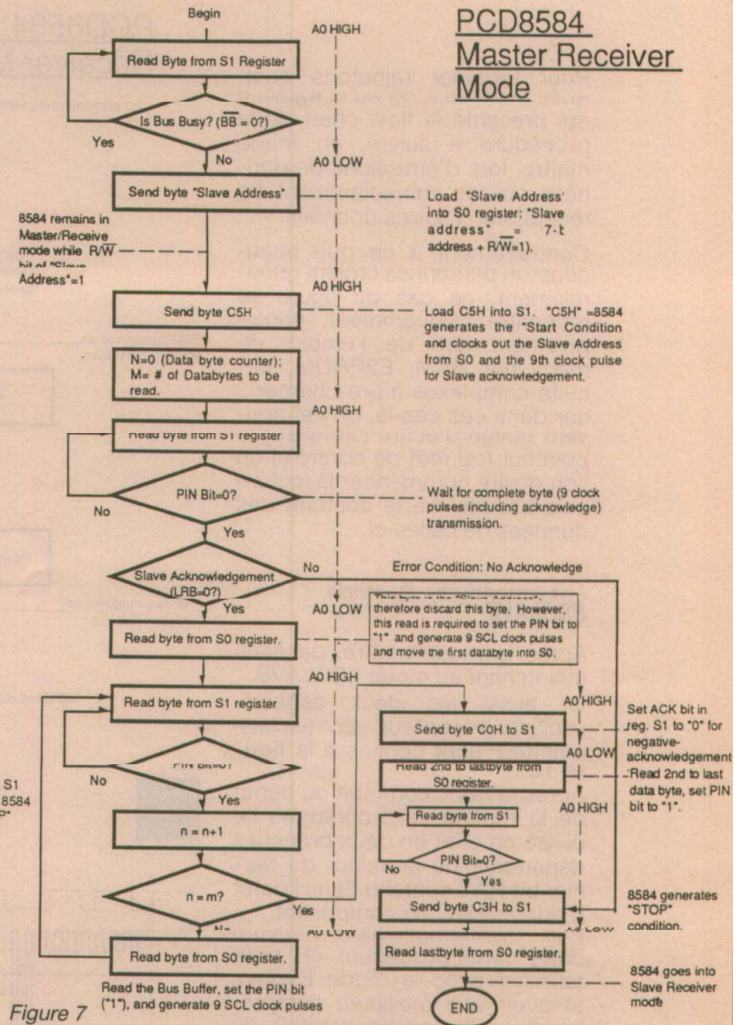 PCD8584
Master Receiver
Mode
Begin
A0 HIGH
Read Byte from S1 Register
Is Bus Busy? (BB = 0?)
Yes
No
A0 LOW
Send byte "Slave Address"
Load "Slave Address'
into S0 register; "Slave
address" = 7-t
address + R/W=1).
8584 remains in
Master/Receive
mode while R/W
bit of "Slave
Address"=1
A0 HIGH
Send byte C5H
Load C5H into S1. "C5H" =8584
generates the "Start Condition
and clocks out the Slave Address
from S0 and the 9th clock pulse
for Slave acknowledgement.
N=0 (Data byte counter);
M= # of Databytes to be
read.
A0 HIGH
Read byte from S1 register
PIN Bit=0?
No
Yes
Wait for complete byte (9 clock
pulses including acknowledge)
transmission.
Slave Acknowledgement
(LRB=0?)
No
Error Condition: No Acknowledge
Yes
A0 LOW
This byte is the "Slave Address";
therefore discard this byte. However,
this read is required to set the PIN bit to
"1" and generate 9 SCL clock pulses
and move the first databyte into S0.
Read byte from S0 register.
A0 HIGH
Read byte from S1 register
A0 HIGH
Send byte C0H to S1
Set ACK bit in
reg. S1 to "0" for
negative-
acknowledgement
A0 LOW
Read 2nd to lastbyte from
S0 register.
Read 2nd to last
data byte, set PIN
bit to "1".
PIN Bit=0?
No
Yes
S1
8584
P"
A0 HIGH
Read byte from S1
n = n+1
PIN Bit=0?
No
Yes
n = m?
Yes
No
Send byte C3H to S1
8584 generates
"STOP"
condition.
A0 LOW
A0 LOW
Read byte from S0 register.
Read lastbyte from S0 register.
Read the Bus Buffer, set the PIN bit
("1"), and generate 9 SCL clock pulses
8584 goes into
Slave Receiver
mode
END
Figure 7